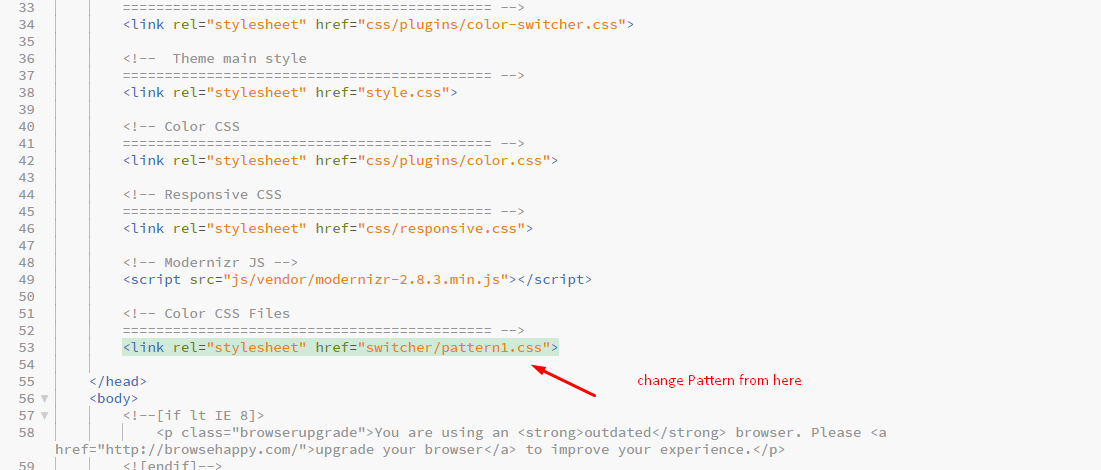 33 ============================================ -->
34 <link rel="stylesheet" href="css/plugins/color-switcher.css">
35
36 <!--  Theme main style
37 ============================================ -->
38 <link rel="stylesheet" href="style.css">
39
40 <!-- Color CSS
41 ============================================ -->
42 <link rel="stylesheet" href="css/plugins/color.css">
43
44 <!-- Responsive CSS
45 ============================================ -->
46 <link rel="stylesheet" href="css/responsive.css">
47
48 <!-- Modernizr JS -->
49 <script src="js/vendor/modernizr-2.8.3.min.js"></script>
50
51 <!-- Color CSS Files
52 ============================================ -->
53 <link rel="stylesheet" href="switcher/pattern1.css">
54
change Pattern from here
55 </head>
56 <body>
57 <!--[if lt IE 8]>
58 <p class="browserupgrade">You are using an <strong>outdated</strong> browser. Please <a
href="http://browsehappy.com/">upgrade your browser</a> to improve your experience.</p>
59 <![endif]-->